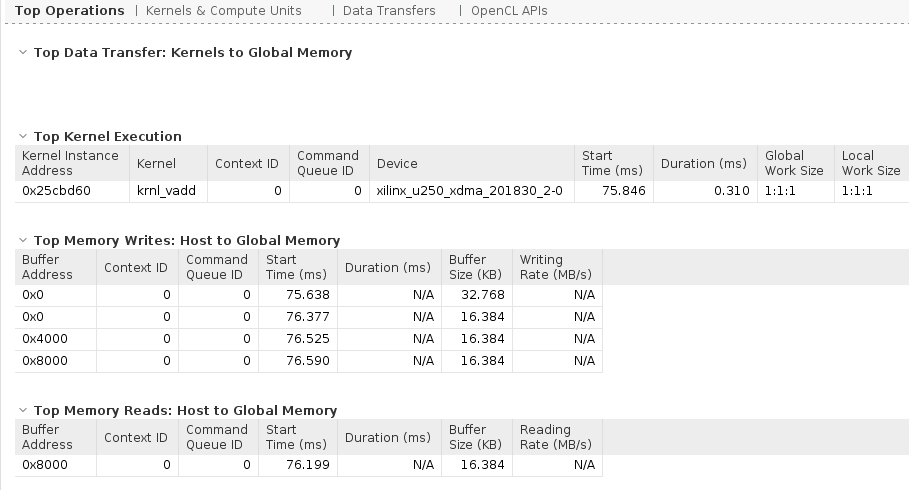 Top Operations | Kernels & Compute Units | Data Transfers | OpenCL APIs
Top Data Transfer: Kernels to Global Memory
Top Kernel Execution
Kernel Instance Address Kernel Context ID Command Queue ID Device Start Time (ms) Duration (ms) Global Work Size Local Work Size
0x25cbd60 krnl_vadd 0 0 xilinx_u250_xdma_201830_2-0 75.846 0.310 1:1:1 1:1:1
Top Memory Writes: Host to Global Memory
Buffer Address Context ID Command Queue ID Start Time (ms) Duration (ms) Buffer Size (KB) Writing Rate (MB/s)
0x0 0 0 75.638 N/A 32.768 N/A
0x0 0 0 76.377 N/A 16.384 N/A
0x4000 0 0 76.525 N/A 16.384 N/A
0x8000 0 0 76.590 N/A 16.384 N/A
Top Memory Reads: Host to Global Memory
Buffer Address Context ID Command Queue ID Start Time (ms) Duration (ms) Buffer Size (KB) Reading Rate (MB/s)
0x8000 0 0 76.199 N/A 16.384 N/A